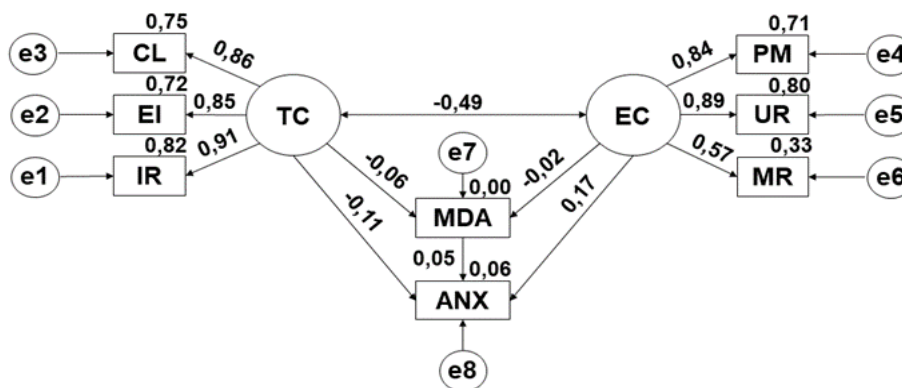 0,75
0,71
e3
CL
0,86
0,84
PM
e4
0,72
0,80
e2
EI
0,85
TC
-0,49
EC
0,89
UR
e5
0,82
0,91
e7
0,57
0,33
e1
IR
-0,06
-0,02
MR
e6
0,00
-0,11
MDA
0,17
0,05
0,06
ANX
e8